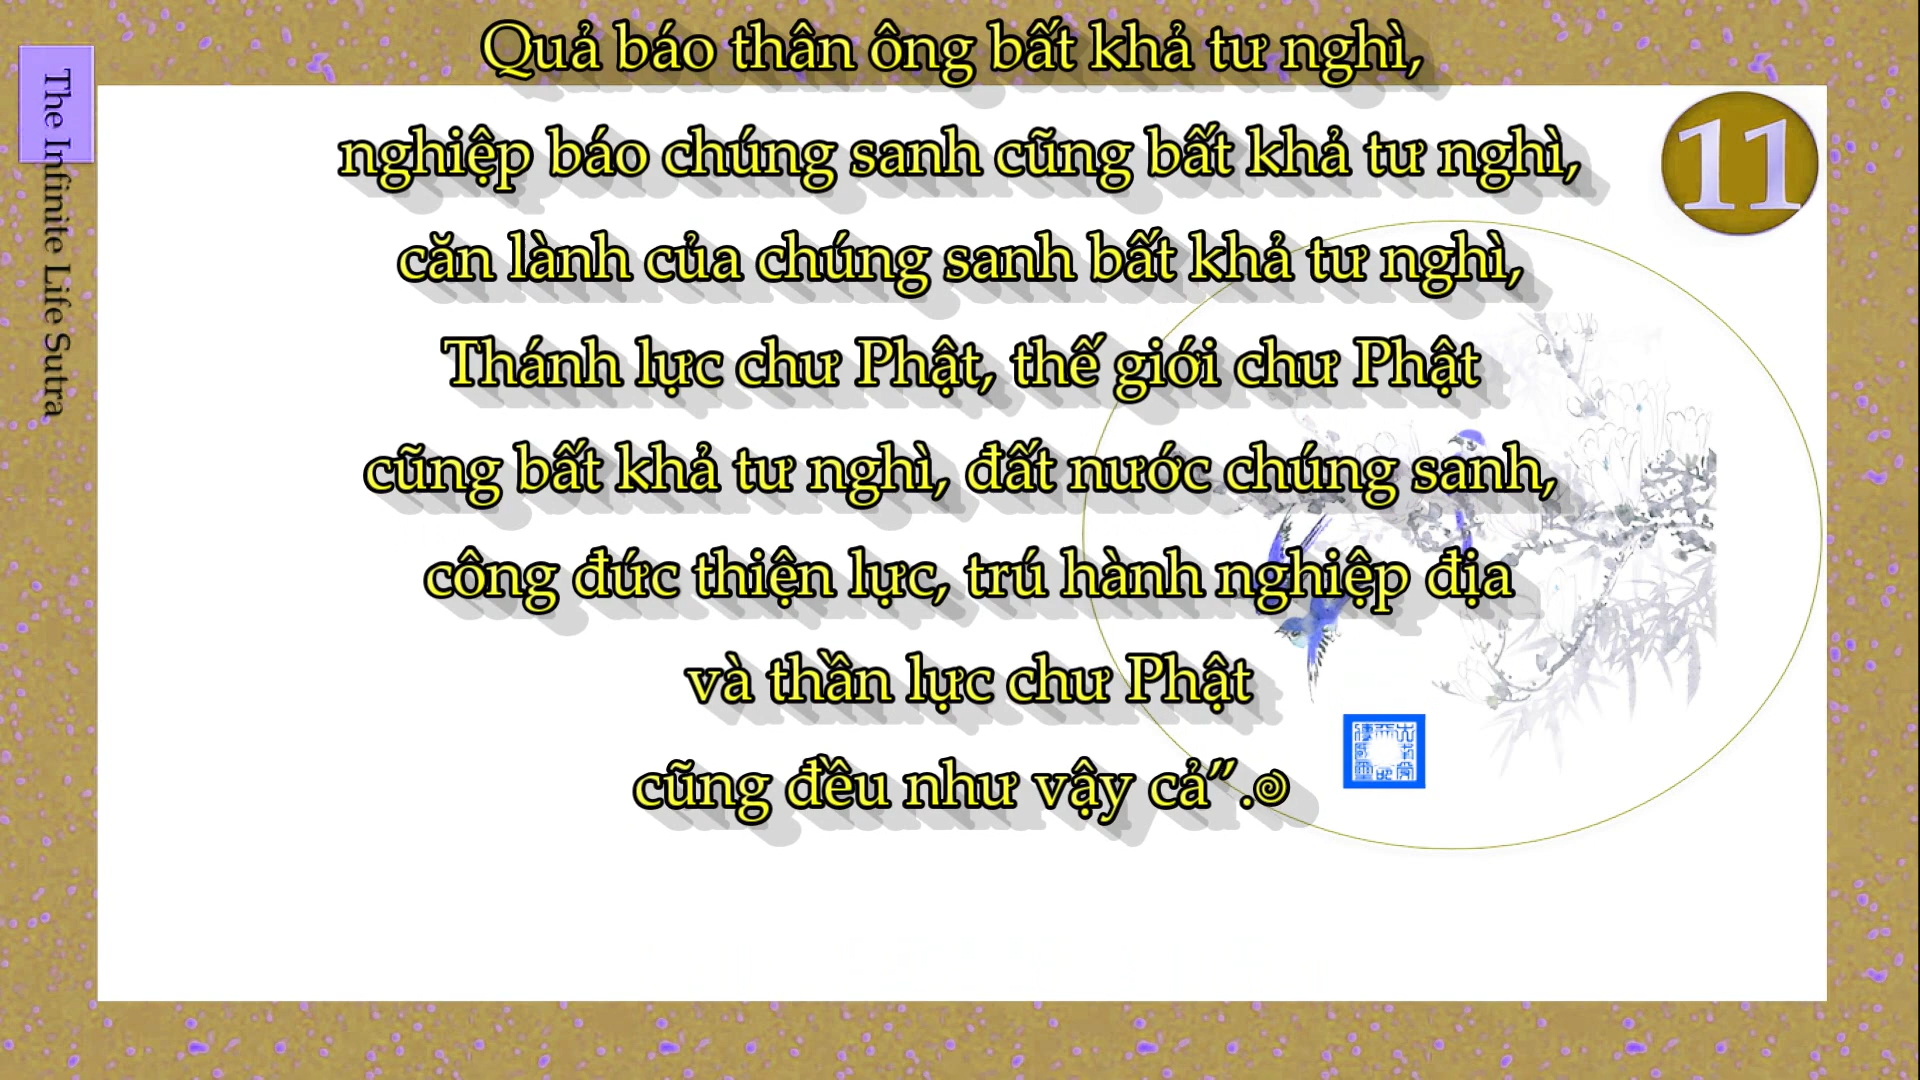 The Infinite Life Sutra
11
Quả báo thân ông bất khả tư nghì,
nghiệp báo chúng sanh cũng bất khả tư nghì,
căn lành của chúng sanh bất khả tư nghì,
Thánh lực chư Phật, thế giới chư Phật
cũng bất khả tư nghì, đất nước chúng sanh,
công đức thiện lực, trú hành nghiệp địa
và thần lực chư Phật
cũng đều như vậy cả”.